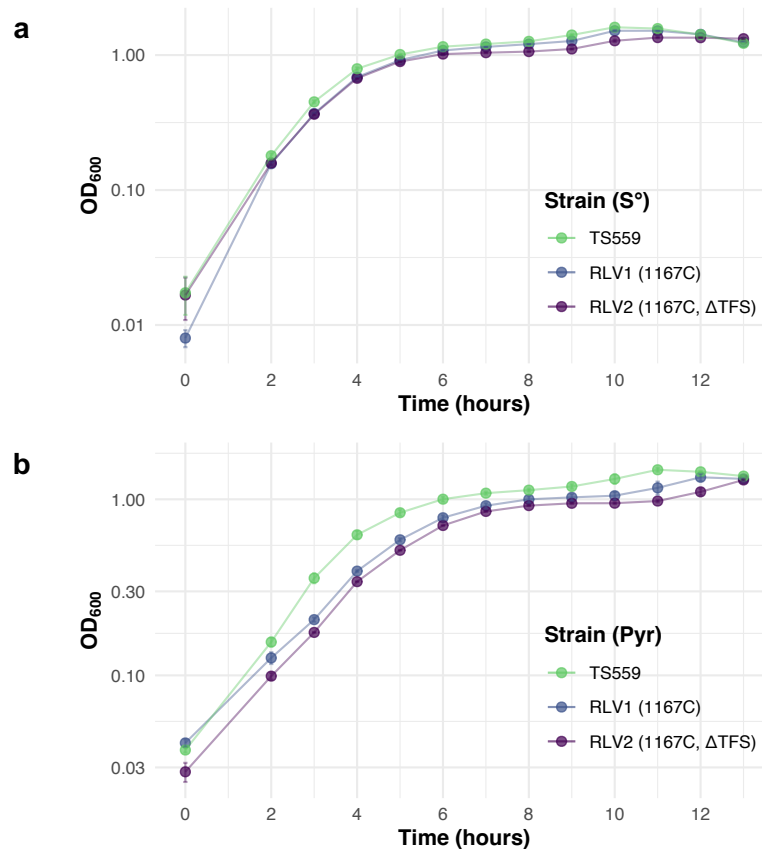 a
1.00
0.10
0.01
OD600
Strain (S°)
TS559
RLV1 (1167C)
RLV2 (1167C, ΔTFS)
0 2 4 6 8 10 12
Time (hours)
b
1.00
0.30
0.10
0.03
OD600
Strain (Pyr)
TS559
RLV1 (1167C)
RLV2 (1167C, ΔTFS)
0 2 4 6 8 10 12
Time (hours)